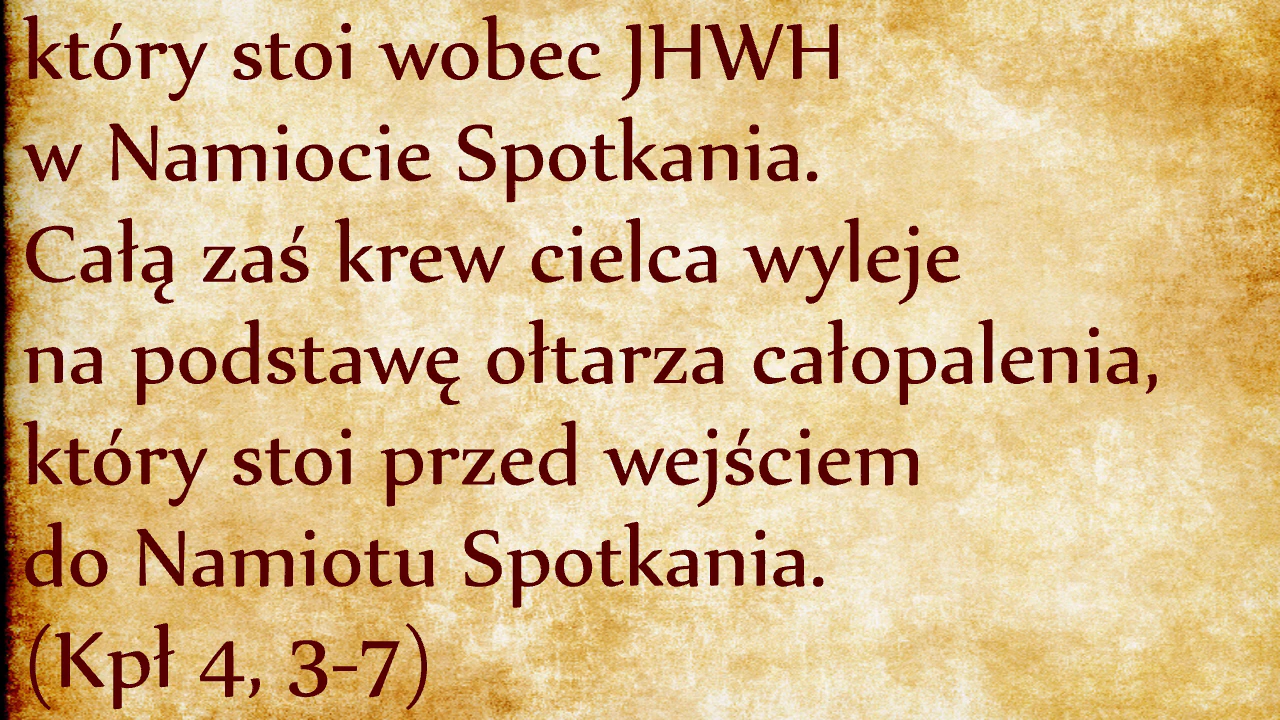 który stoi wobec JHWH
w Namiocie Spotkania.
Całą zaś krew cielca wyleje
na podstawę ołtarza całopalenia,
który stoi przed wejściem
do Namiotu Spotkania.
(Kpł 4, 3-7)